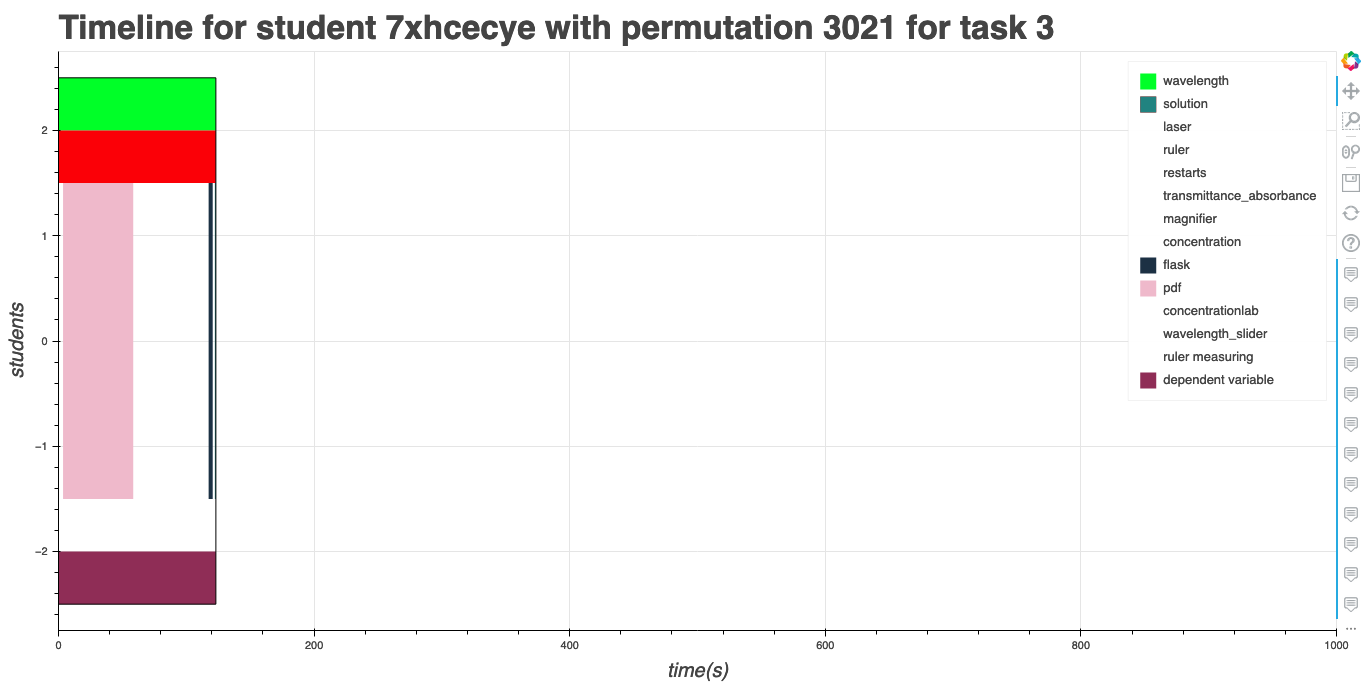 Timeline for student 7xhcecye with permutation 3021 for task 3
wavelength
solution
laser
ruler
restarts
transmittance_absorbance
magnifier
concentration
flask
pdf
concentrationlab
wavelength_slider
ruler measuring
dependent variable
students
2
1
0
−1
−2
0
200
400
600
800
1000
time(s)